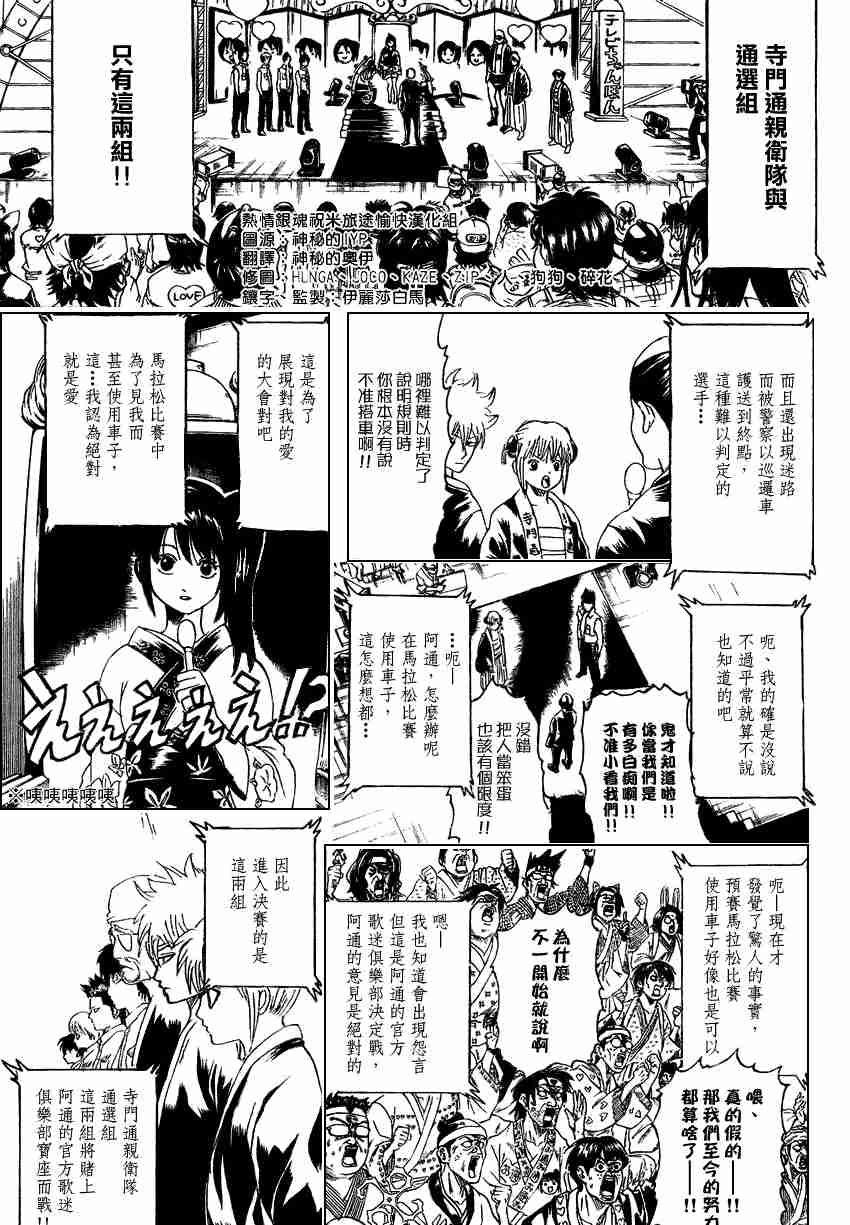 寺門通親衛隊與
通選組
只有這兩組!!
テレビちゃんぽん
LOVE
熱情銀魂祝米旅途愉快漢化組
圖源:神秘的IYP
翻譯:神秘的奧伊
修圖:HUNGA、LOGO、KAZE、ZIP、人、狗狗、碎花
鑲字、監製:伊麗莎白馬
而且還出現迷路
而被警察以巡邏車
護送到終點,
這種難以判定的
選手…
哪裡難以判定了
說明規則時
你根本沒有說
不准搭車啊!!
寺門通
呃、我的確是沒說
不過平常就算不說
也知道的吧
鬼才知道啦!!
你當我們是
有多白痴啊!!
不准小看我們!!
沒錯
把人當笨蛋
也該有個限度!!
…呃—
阿通,怎麼辦呢
在馬拉松比賽
使用車子,
這怎麼想都…
這是為了
展現對我的愛
的大會對吧
馬拉松比賽中
為了見我而
甚至使用車子,
這…我認為絕對
就是愛
ええぇぇぇ!?
※咦咦咦咦咦
呃—現在才
發覺了驚人的事實,
預賽馬拉松比賽
使用車子好像也是可以
為什麼
不一開始就說啊
喂、
真的假的——!!
那我們至今的努力
都算啥了——!!
嗯—
我也知道會出現怨言
但這是阿通的官方
歌迷俱樂部決定戰,
阿通的意見是絕對的
因此
進入決賽的是
這兩組
寺門通親衛隊
通選組
這兩組將賭上
阿通的官方歌迷
俱樂部寶座而戰!!